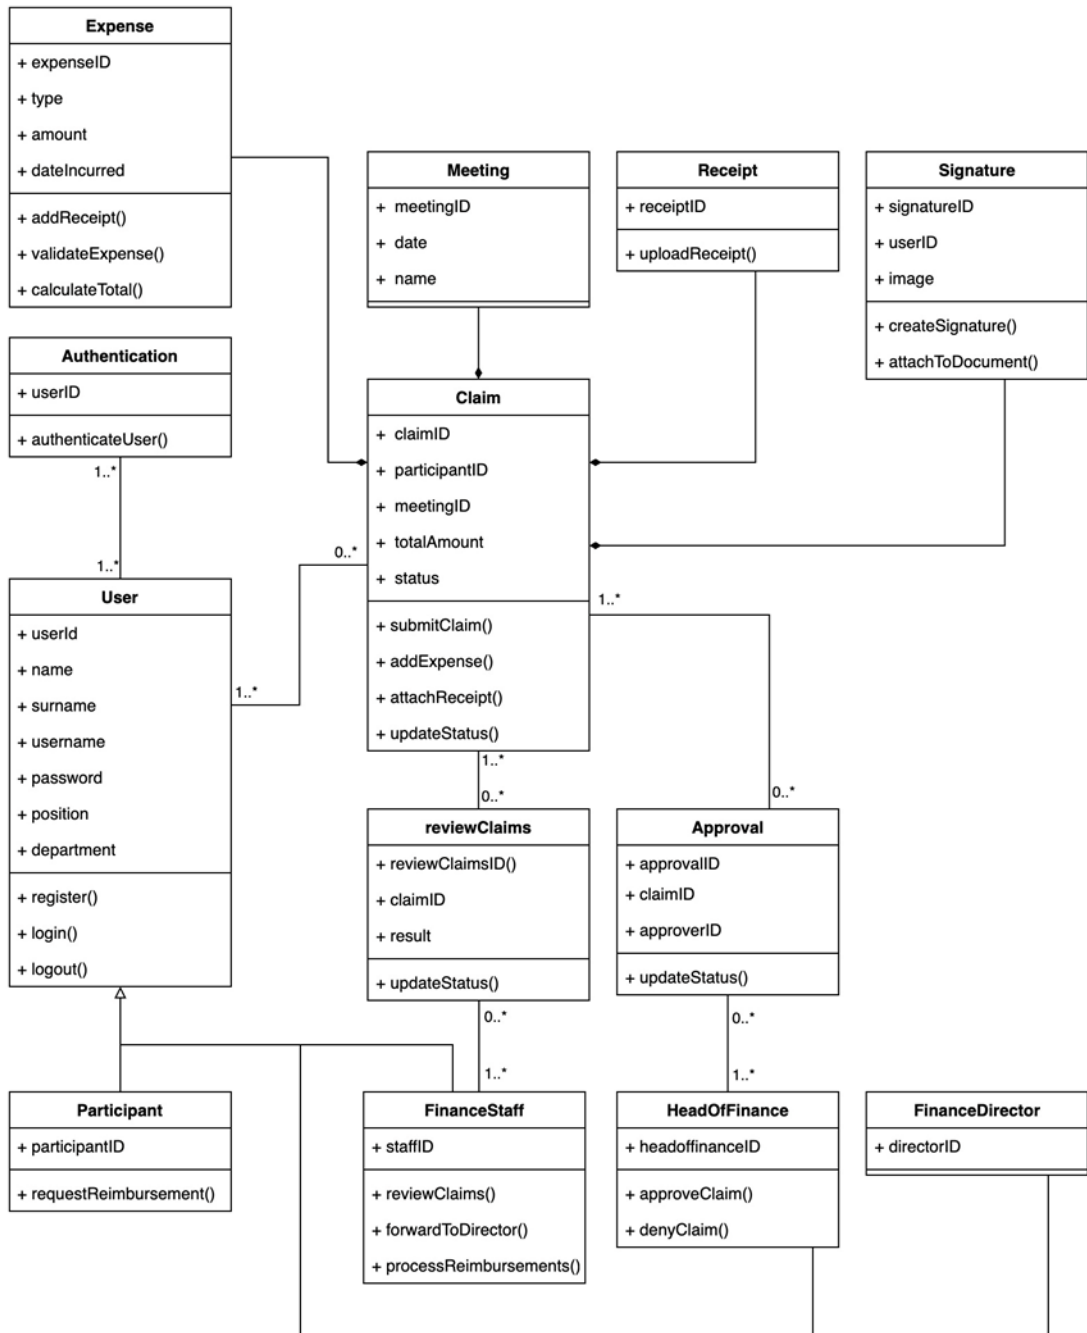 Expense
+ expenseID
+ type
+ amount
+ dateIncurred
+ addReceipt()
+ validateExpense()
+ calculateTotal()
Meeting
+ meetingID
+ date
+ name
Receipt
+ receiptID
+ uploadReceipt()
Signature
+ signatureID
+ userID
+ image
+ createSignature()
+ attachToDocument()
Authentication
+ userID
+ authenticateUser()
1..*
1..*
Claim
+ claimID
+ participantID
+ meetingID
+ totalAmount
+ status
+ submitClaim()
+ addExpense()
+ attachReceipt()
+ updateStatus()
0..*
1..*
1..*
0..*
1..*
0..*
User
+ userId
+ name
+ surname
+ username
+ password
+ position
+ department
+ register()
+ login()
+ logout()
reviewClaims
+ reviewClaimsID()
+ claimID
+ result
+ updateStatus()
0..*
1..*
Approval
+ approvalID
+ claimID
+ approverID
+ updateStatus()
0..*
1..*
Participant
+ participantID
+ requestReimbursement()
FinanceStaff
+ staffID
+ reviewClaims()
+ forwardToDirector()
+ processReimbursements()
HeadOfFinance
+ headoffinanceID
+ approveClaim()
+ denyClaim()
FinanceDirector
+ directorID